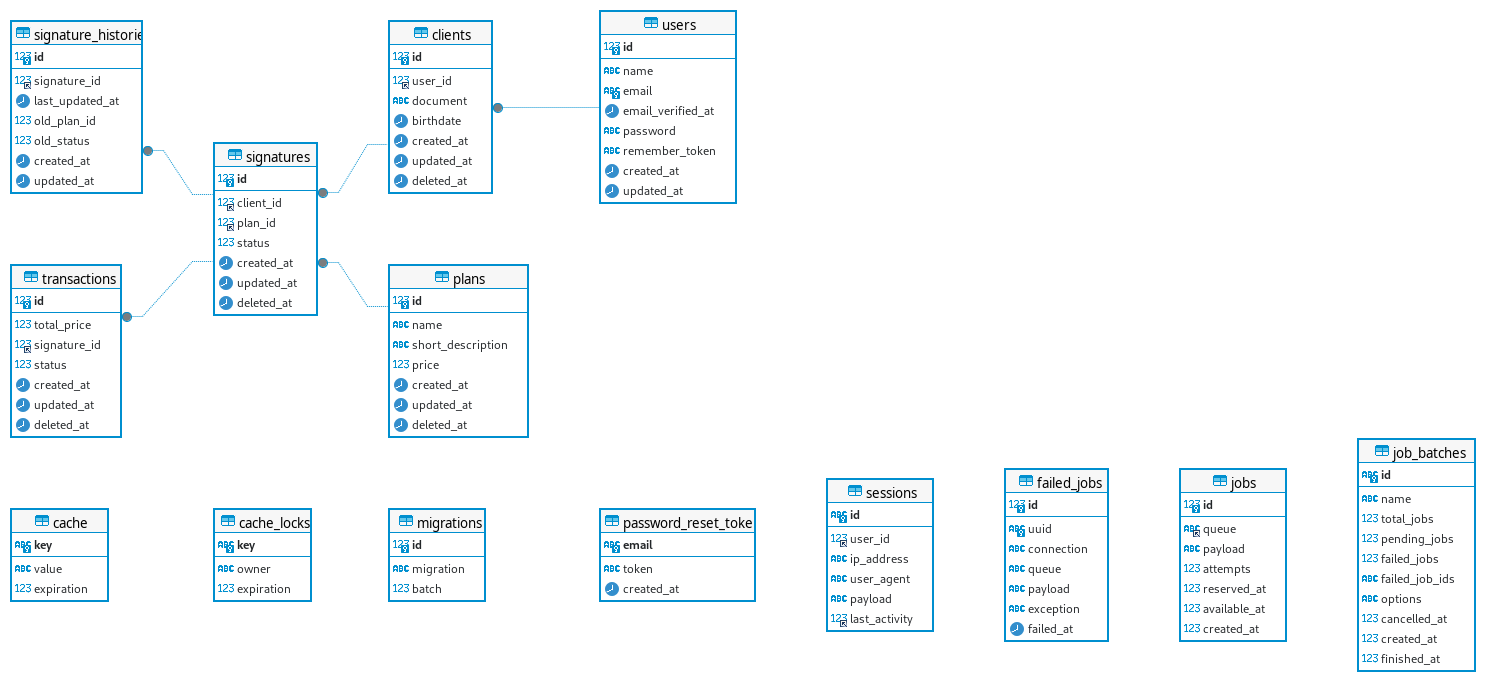 signature_historie
123 id
123 signature_id
last_updated_at
123 old_plan_id
123 old_status
created_at
updated_at
clients
123 id
123 user_id
ABC document
birthdate
created_at
updated_at
deleted_at
users
123 id
ABC name
ABC email
email_verified_at
ABC password
ABC remember_token
created_at
updated_at
signatures
123 id
123 client_id
123 plan_id
123 status
created_at
updated_at
deleted_at
transactions
123 id
123 total_price
123 signature_id
123 status
created_at
updated_at
deleted_at
plans
123 id
ABC name
ABC short_description
123 price
created_at
updated_at
deleted_at
cache
ABC key
ABC value
123 expiration
cache_locks
ABC key
ABC owner
123 expiration
migrations
123 id
ABC migration
123 batch
password_reset_toke
ABC email
ABC token
created_at
sessions
ABC id
123 user_id
ABC ip_address
ABC user_agent
ABC payload
123 last_activity
failed_jobs
123 id
ABC uuid
ABC connection
ABC queue
ABC payload
ABC exception
failed_at
jobs
123 id
ABC queue
ABC payload
123 attempts
123 reserved_at
123 available_at
123 created_at
job_batches
ABC id
ABC name
123 total_jobs
123 pending_jobs
123 failed_jobs
ABC failed_job_ids
ABC options
123 cancelled_at
123 created_at
123 finished_at